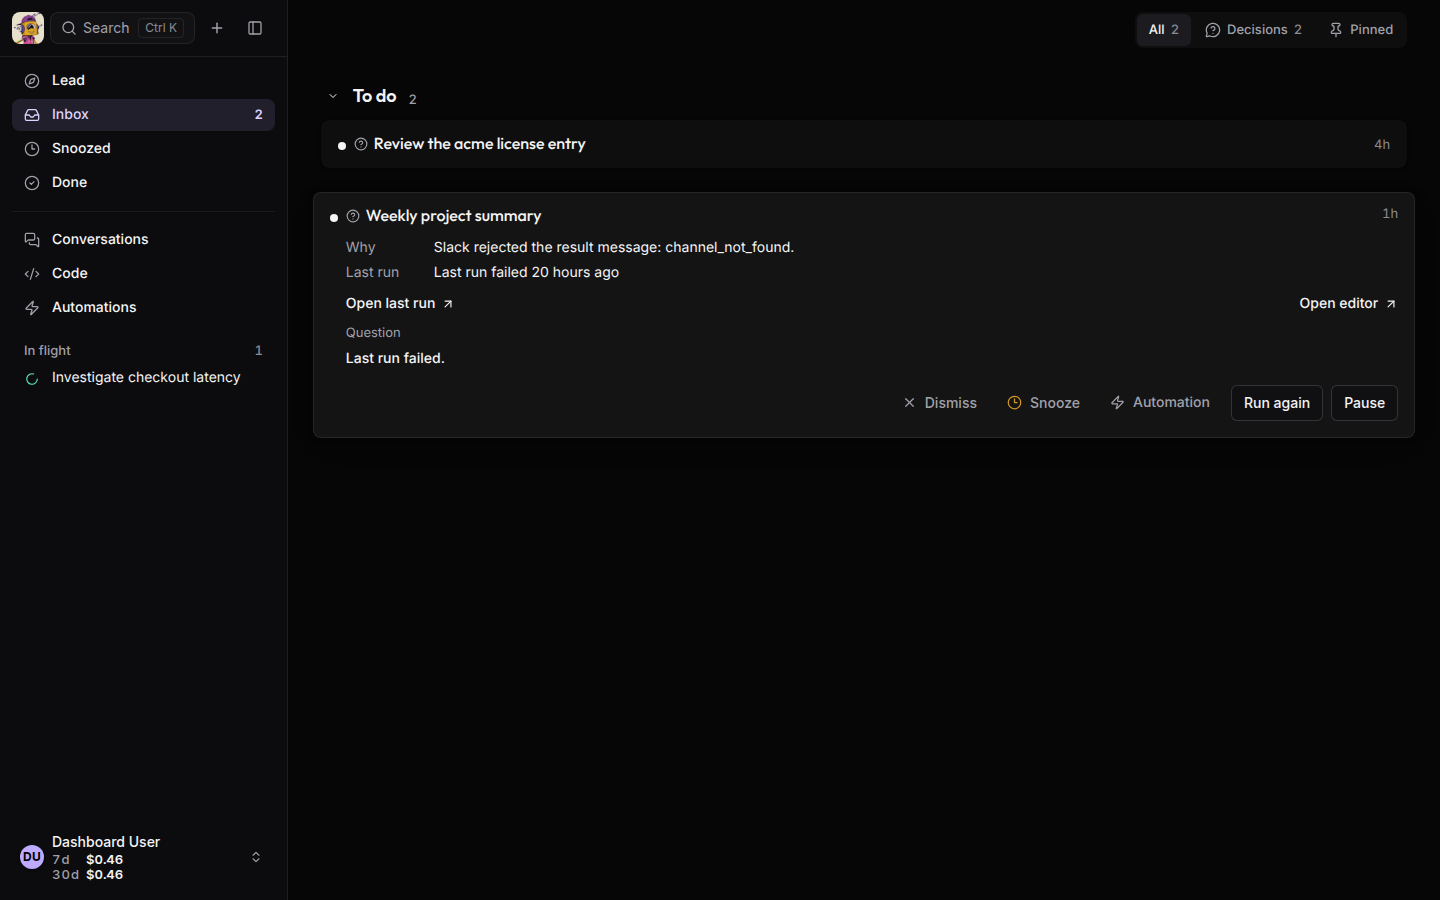 Search Ctrl K
All 2 Decisions 2 Pinned
Lead
Inbox 2
Snoozed
Done
Conversations
Code
Automations
In flight 1
Investigate checkout latency
To do 2
Review the acme license entry 4h
Weekly project summary 1h
Why Slack rejected the result message: channel_not_found.
Last run Last run failed 20 hours ago
Open last run Open editor
Question
Last run failed.
Dismiss Snooze Automation Run again Pause
DU Dashboard User
7d $0.46
30d $0.46